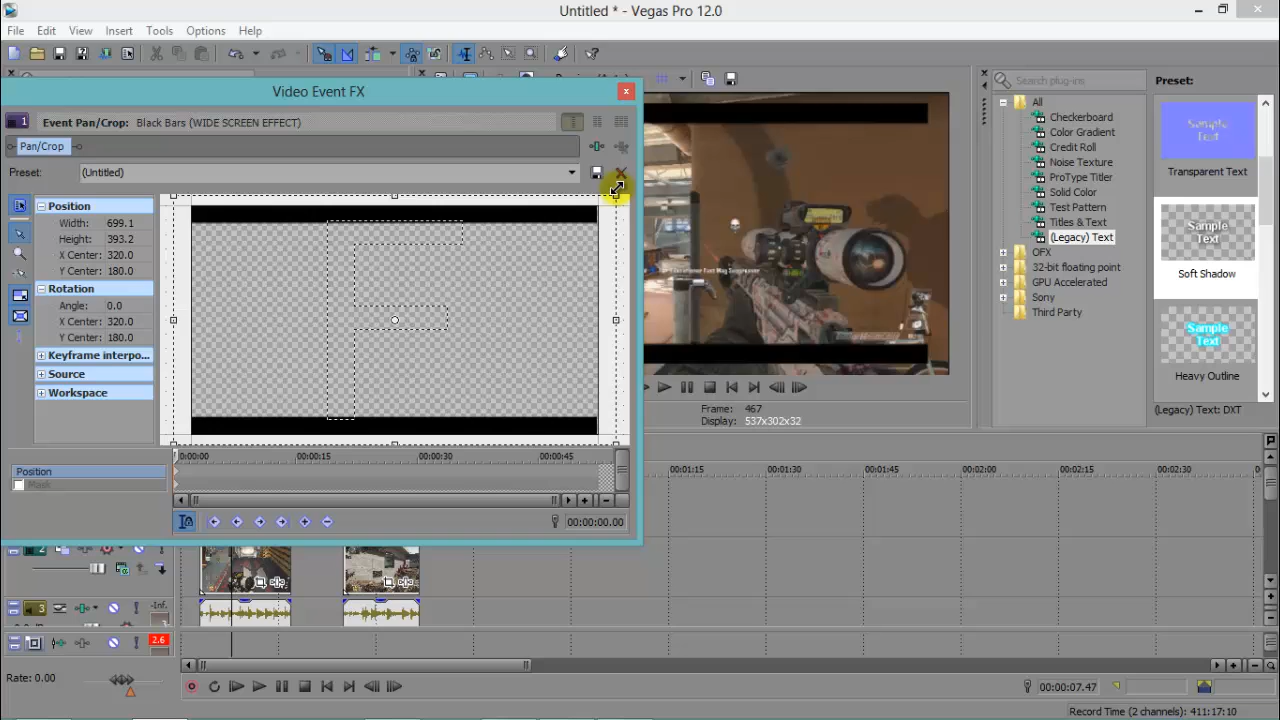 Untitled * - Vegas Pro 12.0
File Edit View Insert Tools Options Help
Video Event FX
Search plug-ins
Preset:
1 Event Pan/Crop: Black Bars (WIDE SCREEN EFFECT)
Pan/Crop
Preset: (Untitled)
Position
Width: 699.1
Height: 393.2
X Center: 320.0
Y Center: 180.0
Rotation
Angle: 0.0
X Center: 320.0
Y Center: 180.0
Keyframe interpo...
Source
Workspace
All
Checkerboard
Color Gradient
Credit Roll
Noise Texture
ProType Titler
Solid Color
Test Pattern
Titles & Text
(Legacy) Text
OFX
32-bit floating point
GPU Accelerated
Sony
Third Party
Sample
Text
Transparent Text
Sample
Text
Soft Shadow
Sample
Text
Heavy Outline
(Legacy) Text: DXT
Frame: 467
Display: 537x302x32
0:00:00 00:00:15 00:00:30 00:00:45
Position
Mask
00:00:00.00
00:01:15 00:01:30 00:01:45 00:02:00 00:02:15 00:02:30
2
3 -Inf.
2.6
Rate: 0.00
00:00:07.47
Record Time (2 channels): 411:17:10